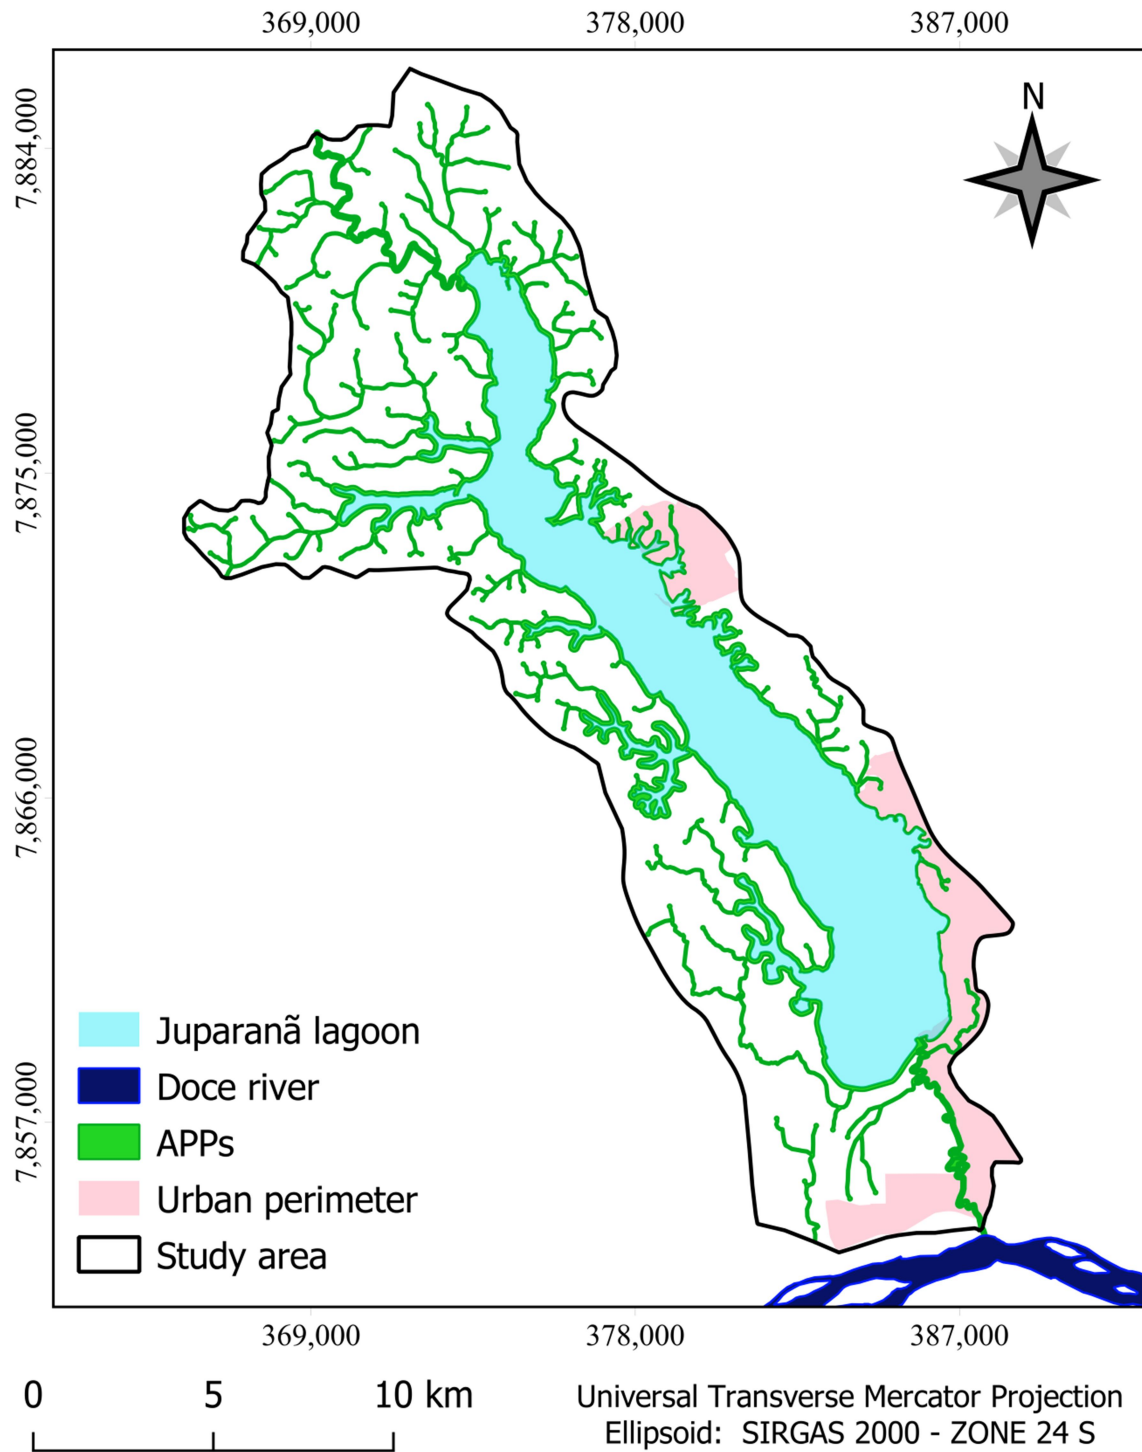 369,000 378,000 387,000
7,884,000
7,875,000
7,866,000
7,857,000
N
Juparanã lagoon
Doce river
APPs
Urban perimeter
Study area
369,000 378,000 387,000
0 5 10 km
Universal Transverse Mercator Projection
Ellipsoid: SIRGAS 2000 - ZONE 24 S